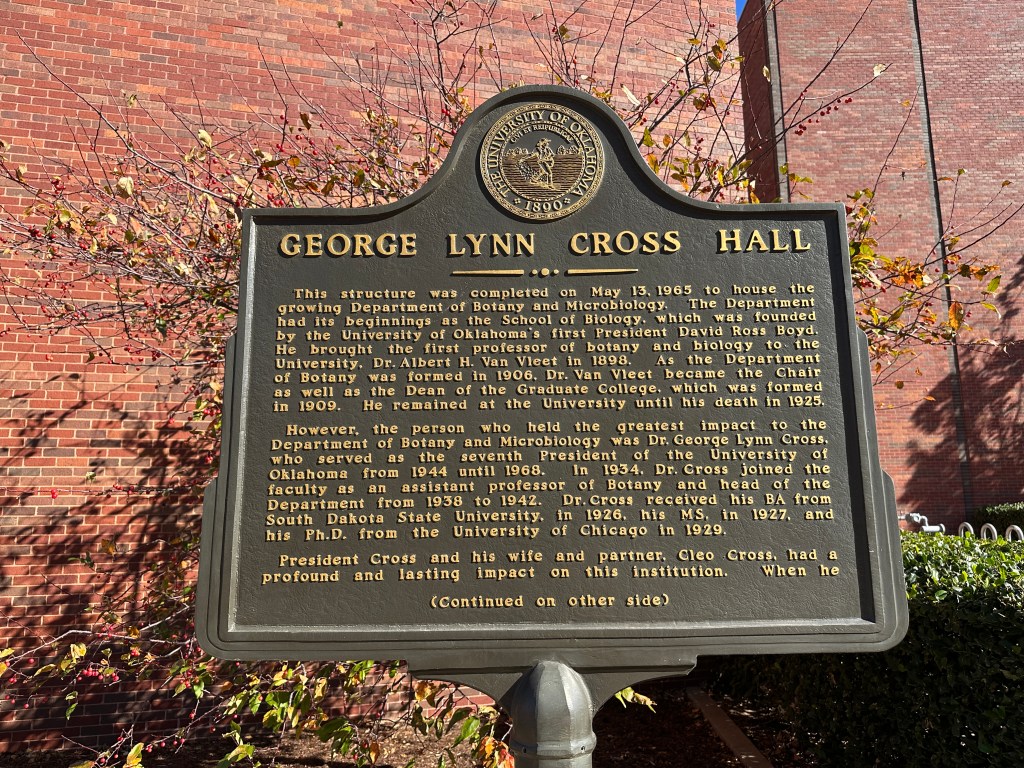 THE UNIVERSITY OF OKLAHOMA
CIVI ET REIPUBLICAE
1890
GEORGE LYNN CROSS HALL
This structure was completed on May 13, 1965 to house the
growing Department of Botany and Microbiology. The Department
had its beginnings as the School of Biology, which was founded
by the University of Oklahoma's first President David Ross Boyd.
He brought the first professor of botany and biology to the
University, Dr. Albert H. Van Vleet in 1898. As the Department
of Botany was formed in 1906, Dr. Van Vleet became the Chair
as well as the Dean of the Graduate College, which was formed
in 1909. He remained at the University until his death in 1925.
However, the person who held the greatest impact to the
Department of Botany and Microbiology was Dr. George Lynn Cross,
who served as the seventh President of the University of
Oklahoma from 1944 until 1968. In 1934, Dr. Cross joined the
faculty as an assistant professor of Botany and head of the
Department from 1938 to 1942. Dr. Cross received his BA from
South Dakota State University, in 1926, his MS, in 1927, and
his Ph.D. from the University of Chicago in 1929.
President Cross and his wife and partner, Cleo Cross, had a
profound and lasting impact on this institution. When he
(Continued on other side)